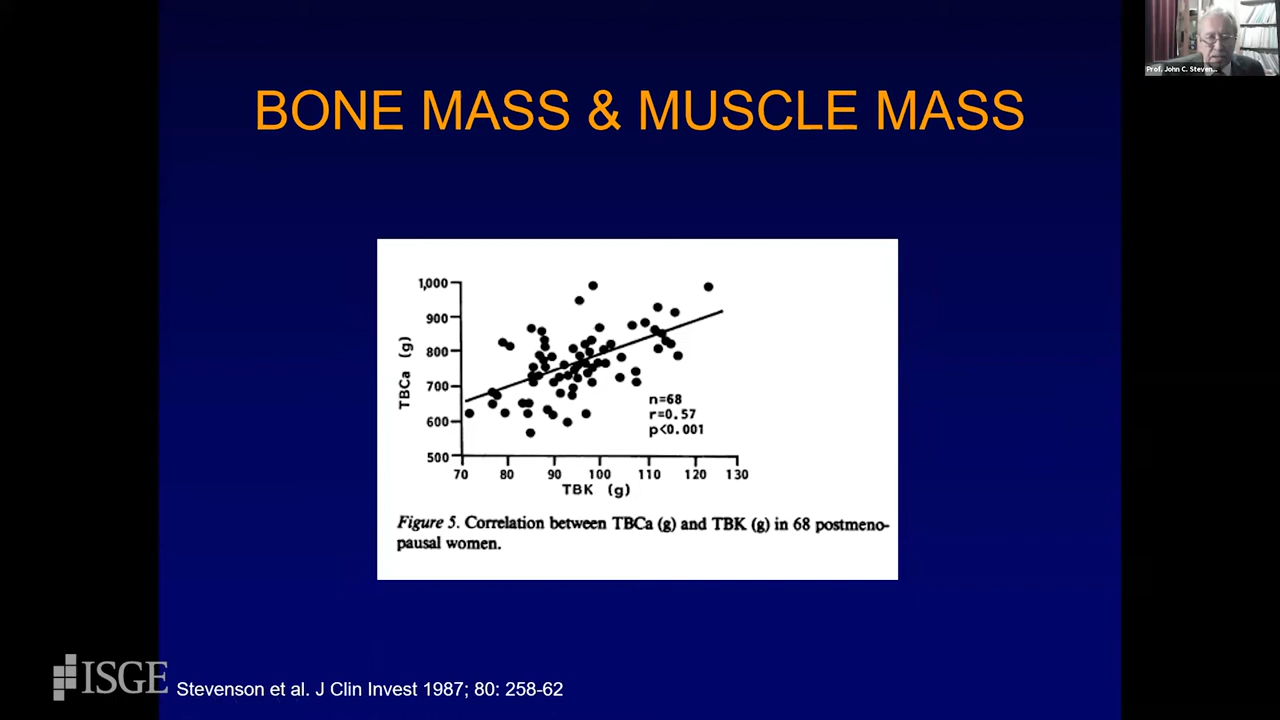 Prof. John C. Steven...
BONE MASS & MUSCLE MASS
1,000
900
800
700
600
500
TBCa (g)
n=68
r=0.57
p<0.001
70 80 90 100 110 120 130
TBK (g)
Figure 5. Correlation between TBCa (g) and TBK (g) in 68 postmeno-
pausal women.
ISGE
Stevenson et al. J Clin Invest 1987; 80: 258-62